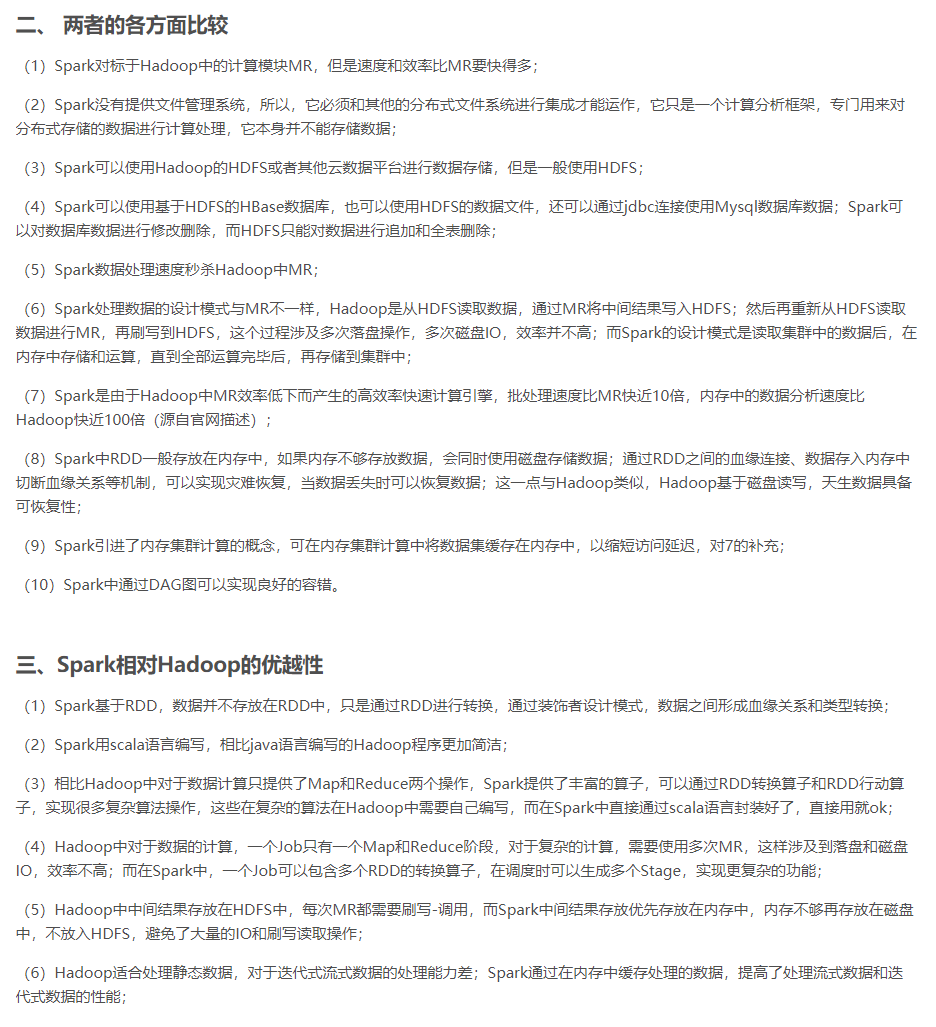 二、 两者的各方面比较
（1）Spark对标于Hadoop中的计算模块MR，但是速度和效率比MR要快得多；
（2）Spark没有提供文件管理系统，所以，它必须和其他的分布式文件系统进行集成才能运作，它只是一个计算分析框架，专门用来对
分布式存储的数据进行计算处理，它本身并不能存储数据；
（3）Spark可以使用Hadoop的HDFS或者其他云数据平台进行数据存储，但是一般使用HDFS；
（4）Spark可以使用基于HDFS的HBase数据库，也可以使用HDFS的数据文件，还可以通过jdbc连接使用Mysql数据库数据；Spark可
以对数据库数据进行修改删除，而HDFS只能对数据进行追加和全表删除；
（5）Spark数据处理速度秒杀Hadoop中MR；
（6）Spark处理数据的设计模式与MR不一样，Hadoop是从HDFS读取数据，通过MR将中间结果写入HDFS；然后再重新从HDFS读取
数据进行MR，再刷写到HDFS，这个过程涉及多次落盘操作，多次磁盘IO，效率并不高；而Spark的设计模式是读取集群中的数据后，在
内存中存储和运算，直到全部运算完毕后，再存储到集群中；
（7）Spark是由于Hadoop中MR效率低下而产生的高效率快速计算引擎，批处理速度比MR快近10倍，内存中的数据分析速度比
Hadoop快近100倍（源自官网描述）；
（8）Spark中RDD一般存放在内存中，如果内存不够存放数据，会同时使用磁盘存储数据；通过RDD之间的血缘连接、数据存入内存中
切断血缘关系等机制，可以实现灾难恢复，当数据丢失时可以恢复数据；这一点与Hadoop类似，Hadoop基于磁盘读写，天生数据具备
可恢复性；
（9）Spark引进了内存集群计算的概念，可在内存集群计算中将数据集缓存在内存中，以缩短访问延迟，对7的补充；
（10）Spark中通过DAG图可以实现良好的容错。
三、Spark相对Hadoop的优越性
（1）Spark基于RDD，数据并不存放在RDD中，只是通过RDD进行转换，通过装饰者设计模式，数据之间形成血缘关系和类型转换；
（2）Spark用scala语言编写，相比java语言编写的Hadoop程序更加简洁；
（3）相比Hadoop中对于数据计算只提供了Map和Reduce两个操作，Spark提供了丰富的算子，可以通过RDD转换算子和RDD行动算
子，实现很多复杂算法操作，这些在复杂的算法在Hadoop中需要自己编写，而在Spark中直接通过scala语言封装好了，直接用就ok；
（4）Hadoop中对于数据的计算，一个Job只有一个Map和Reduce阶段，对于复杂的计算，需要使用多次MR，这样涉及到落盘和磁盘
IO，效率不高；而在Spark中，一个Job可以包含多个RDD的转换算子，在调度时可以生成多个Stage，实现更复杂的功能；
（5）Hadoop中中间结果存放在HDFS中，每次MR都需要刷写-调用，而Spark中间结果存放优先存放在内存中，内存不够再存放在磁盘
中，不放入HDFS，避免了大量的IO和刷写读取操作；
（6）Hadoop适合处理静态数据，对于迭代式流式数据的处理能力差；Spark通过在内存中缓存处理的数据，提高了处理流式数据和迭
代式数据的性能；